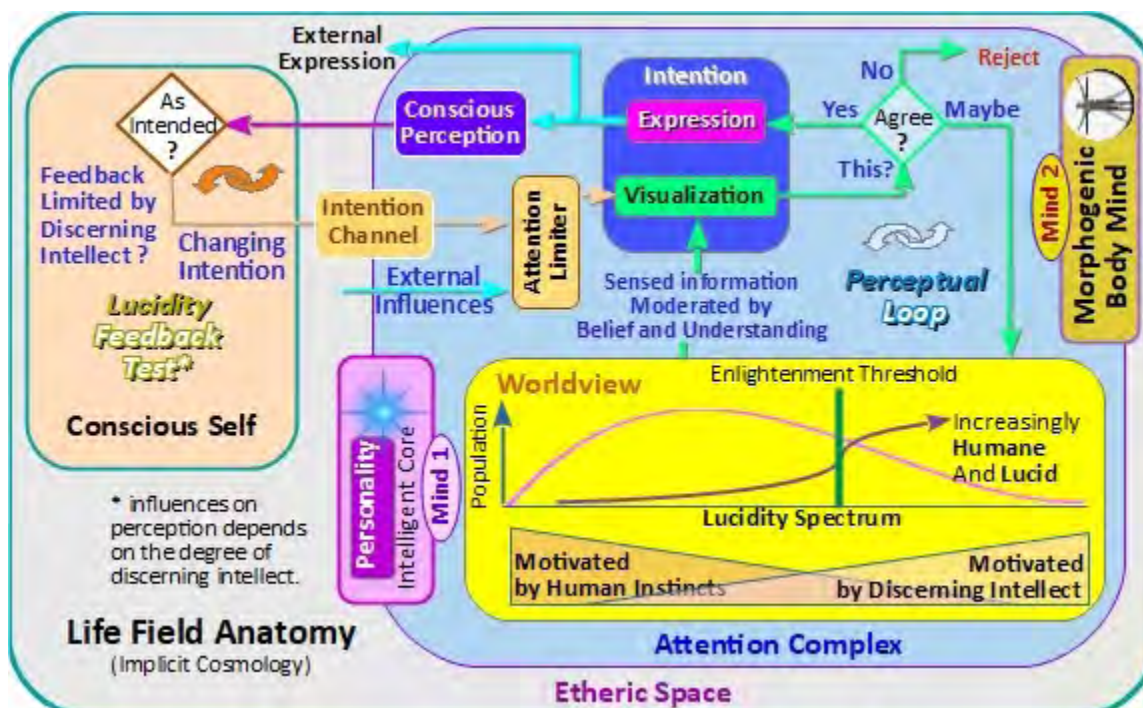 External
Expression
As
Intended
?
Feedback
Limited by
Discerning
Intellect ?
Changing
Intention
Lucidity
Feedback
Test*
Conscious Self
Conscious
Perception
Intention
Channel
External
Influences
Attention
Limiter
Intention
Expression
Visualization
Sensed information
Moderated by
Belief and Understanding
No
Reject
Yes
Agree
?
Maybe
This?
Perceptual
Loop
Mind 2
Morphogenic
Body Mind
Personality
Intelligent Core
Mind 1
Worldview
Enlightenment Threshold
Population
Increasingly
Humane
And Lucid
Lucidity Spectrum
Motivated
by Human Instincts
Motivated
by Discerning Intellect
* influences on
perception depends
on the degree of
discerning intellect.
Life Field Anatomy
(Implicit Cosmology)
Attention Complex
Etheric Space